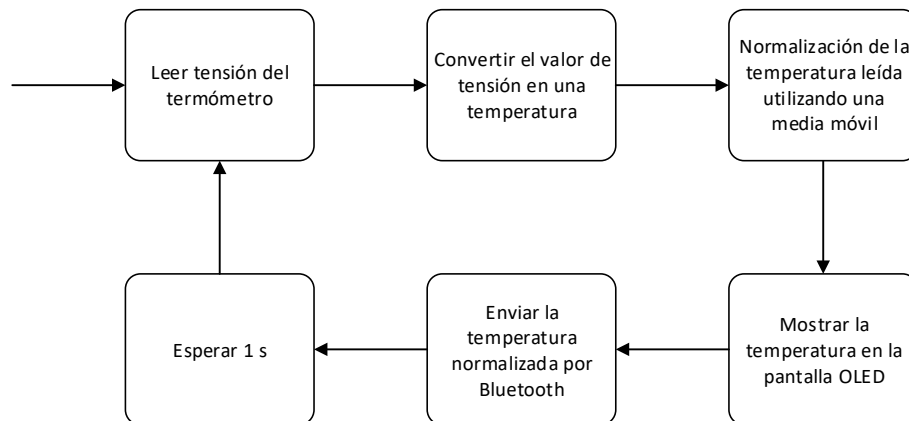 Leer tensión del
termómetro
Convertir el valor de
tensión en una
temperatura
Normalización de la
temperatura leída
utilizando una
media móvil
Mostrar la
temperatura en la
pantalla OLED
Enviar la
temperatura
normalizada por
Bluetooth
Esperar 1 s